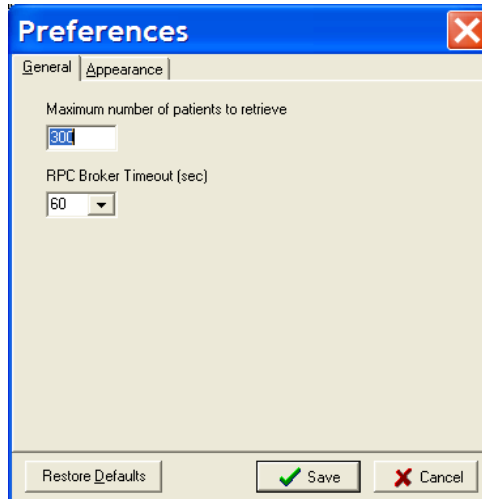 Preferences
General Appearance
Maximum number of patients to retrieve
300
RPC Broker Timeout (sec)
60
Restore Defaults Save Cancel